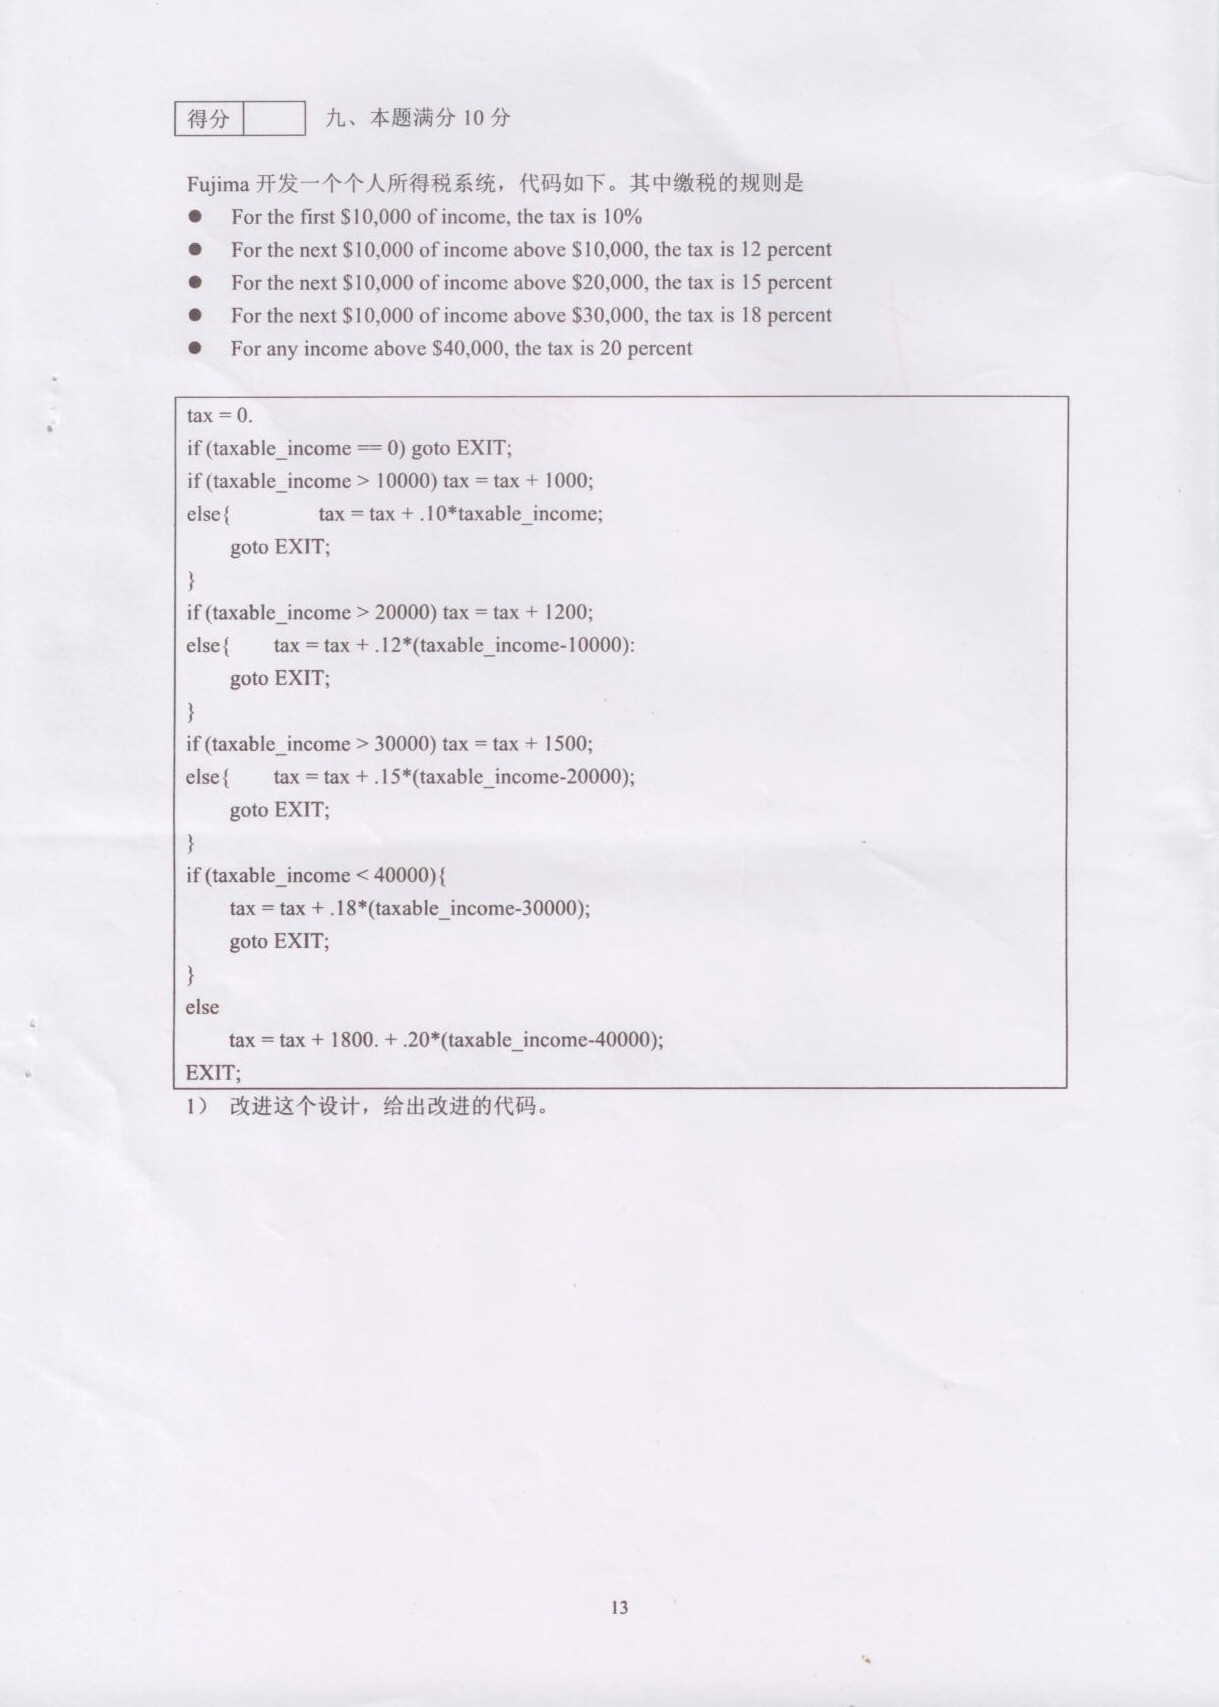 得分 九、本题满分 10 分
Fujima 开发一个个人所得税系统，代码如下。其中缴税的规则是
● For the first $10,000 of income, the tax is 10%
● For the next $10,000 of income above $10,000, the tax is 12 percent
● For the next $10,000 of income above $20,000, the tax is 15 percent
● For the next $10,000 of income above $30,000, the tax is 18 percent
● For any income above $40,000, the tax is 20 percent
tax = 0.
if (taxable_income == 0) goto EXIT;
if (taxable_income > 10000) tax = tax + 1000;
else{ tax = tax + .10*taxable_income;
goto EXIT;
}
if (taxable_income > 20000) tax = tax + 1200;
else{ tax = tax + .12*(taxable_income-10000):
goto EXIT;
}
if (taxable_income > 30000) tax = tax + 1500;
else{ tax = tax + .15*(taxable_income-20000);
goto EXIT;
}
if (taxable_income < 40000){
tax = tax + .18*(taxable_income-30000);
goto EXIT;
}
else
tax = tax + 1800. + .20*(taxable_income-40000);
EXIT;
1） 改进这个设计，给出改进的代码。
13